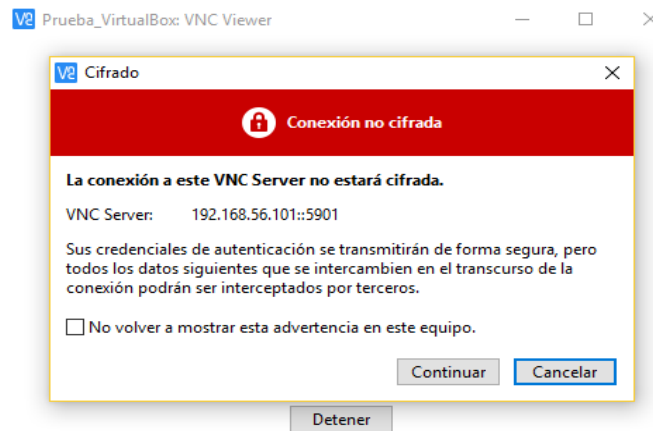 Prueba_VirtualBox: VNC Viewer
Cifrado
Conexión no cifrada
La conexión a este VNC Server no estará cifrada.
VNC Server: 192.168.56.101::5901
Sus credenciales de autenticación se transmitirán de forma segura, pero
todos los datos siguientes que se intercambien en el transcurso de la
conexión podrán ser interceptados por terceros.
No volver a mostrar esta advertencia en este equipo.
Continuar Cancelar
Detener